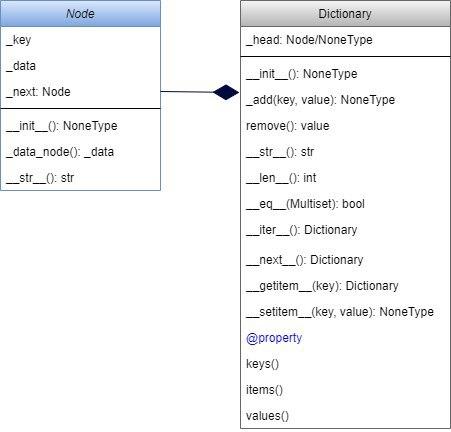 Node
_key
_data
_next: Node
__init__(): NoneType
_data_node(): _data
__str__(): str
Dictionary
_head: Node/NoneType
__init__(): NoneType
_add(key, value): NoneType
remove(): value
__str__(): str
__len__(): int
__eq__(Multiset): bool
__iter__(): Dictionary
__next__(): Dictionary
__getitem__(key): Dictionary
__setitem__(key, value): NoneType
@property
keys()
items()
values()